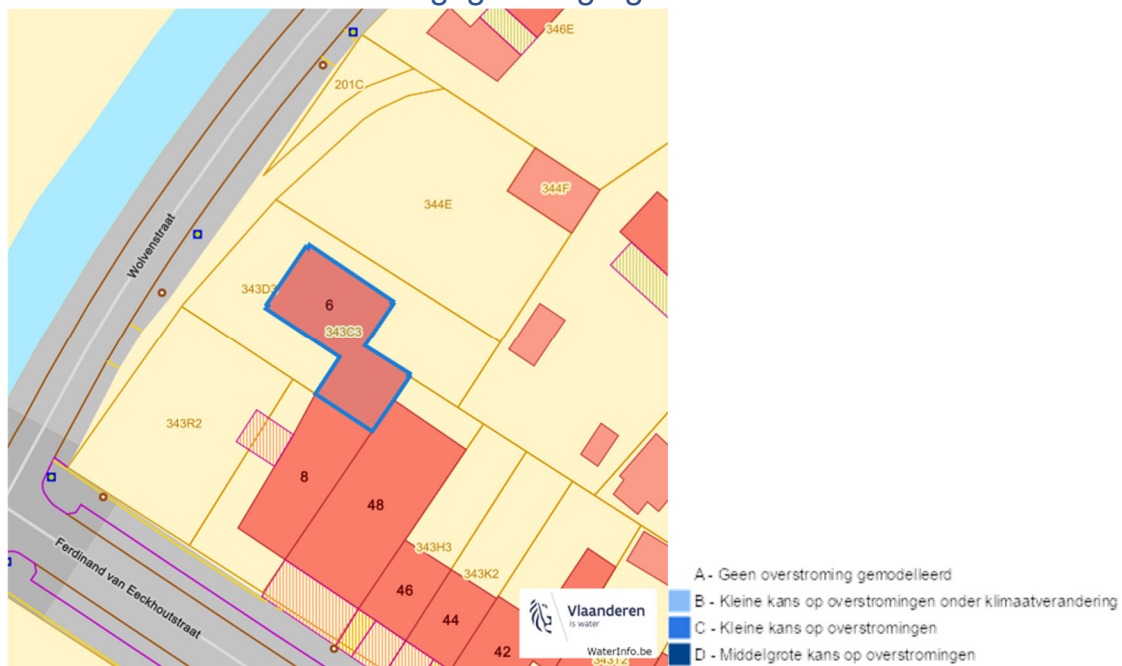 346E
201C
344F
344E
Wolvenstraat
343D3
6
343C3
343R2
8
48
343H3
343K2
Ferdinand van Eeckhoutstraat
46
44
42
Vlaanderen
is water
WaterInfo.be
A - Geen overstroming gemodelleerd
B - Kleine kans op overstromingen onder klimaatverandering
C - Kleine kans op overstromingen
D - Middelgrote kans op overstromingen